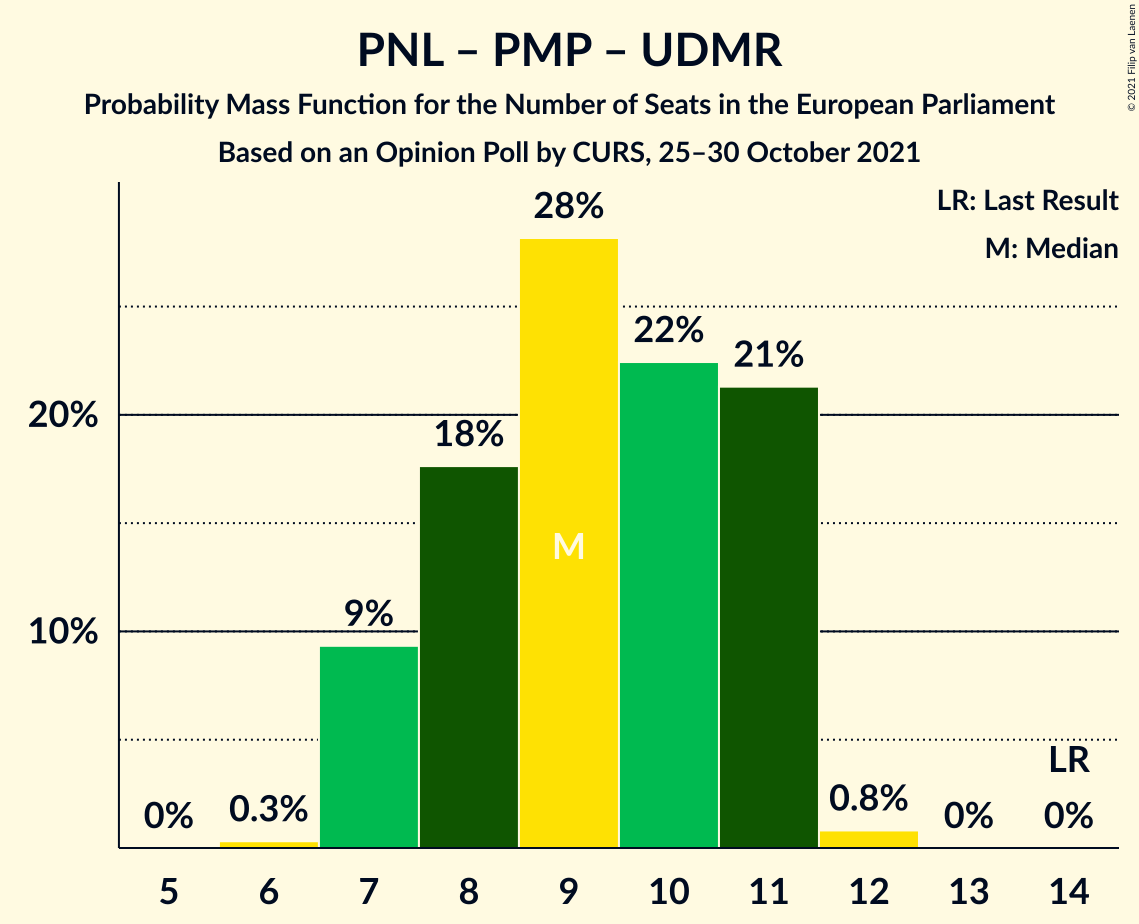 PNL – PMP – UDMR
Probability Mass Function for the Number of Seats in the European Parliament
Based on an Opinion Poll by CURS, 25–30 October 2021
© 2021 Filip van Laenen
LR: Last Result
M: Median
28%
22%
21%
20%
18%
M
9%
10%
LR
0%
0.3%
0.8%
0%
0%
5 6 7 8 9 10 11 12 13 14